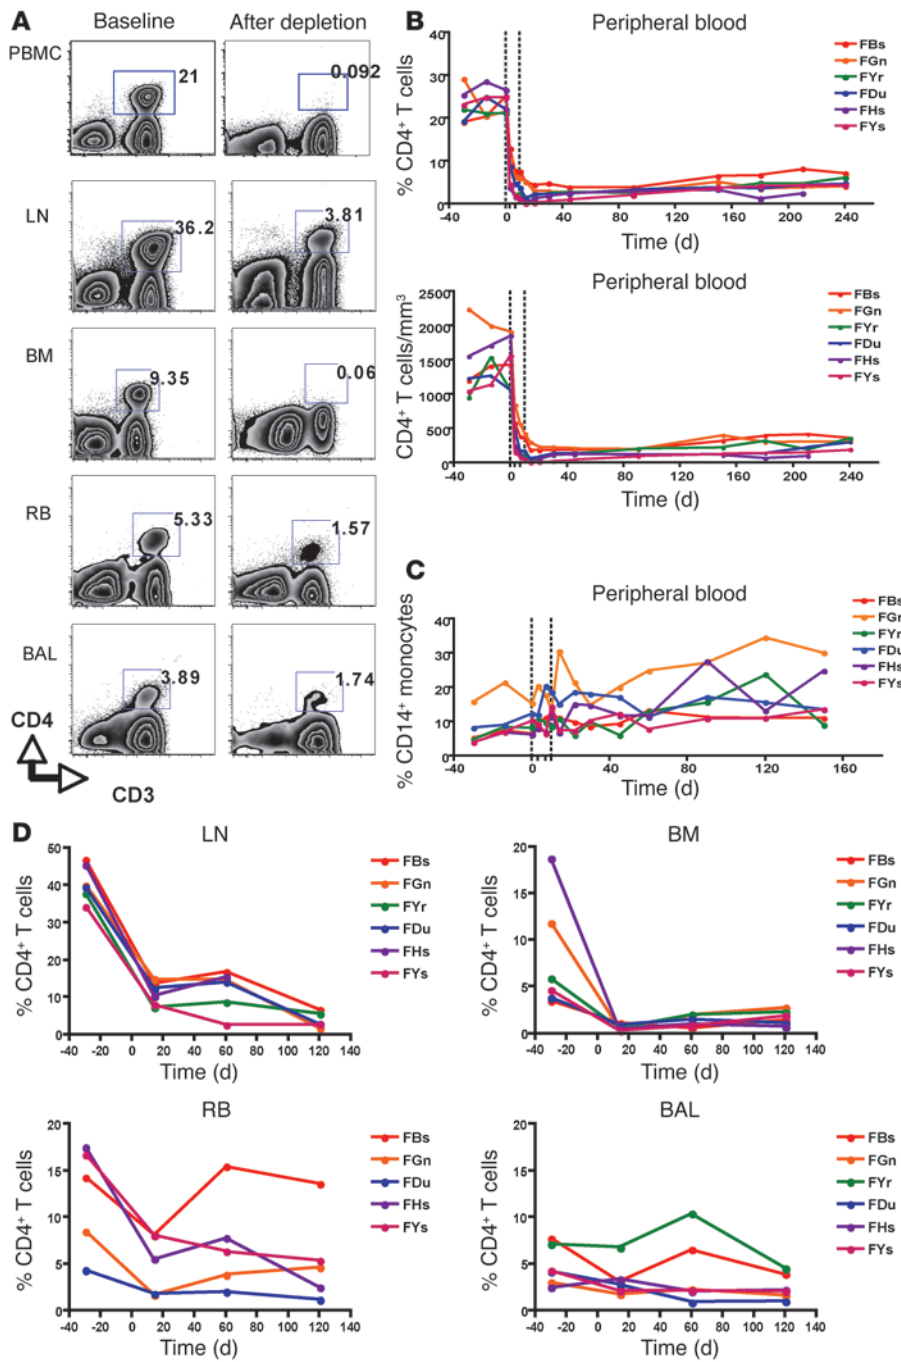 A
Baseline
After depletion
PBMC
21
0.092
LN
36.2
3.81
BM
9.35
0.06
RB
5.33
1.57
BAL
3.89
1.74
CD4
CD3
B
Peripheral blood
% CD4⁺ T cells
40
30
20
10
0
-40 0 40 80 120 160 200 240
Time (d)
FBs
FGn
FYr
FDu
FHs
FYs
Peripheral blood
CD4⁺ T cells/mm³
2500
2000
1500
1000
500
0
-40 0 40 80 120 160 200 240
Time (d)
FBs
FGn
FYr
FDu
FHs
FYs
C
Peripheral blood
% CD14⁺ monocytes
40
30
20
10
0
-40 0 40 80 120 160
Time (d)
FBs
FGn
FYr
FDu
FHs
FYs
D
LN
% CD4⁺ T cells
50
40
30
20
10
0
-40 -20 0 20 40 60 80 100 120 140
Time (d)
FBs
FGn
FYr
FDu
FHs
FYs
BM
% CD4⁺ T cells
20
15
10
5
0
-40 -20 0 20 40 60 80 100 120 140
Time (d)
FBs
FGn
FYr
FDu
FHs
FYs
RB
% CD4⁺ T cells
20
15
10
5
0
-40 -20 0 20 40 60 80 100 120 140
Time (d)
FBs
FGn
FDu
FHs
FYs
BAL
% CD4⁺ T cells
20
15
10
5
0
-40 -20 0 20 40 60 80 100 120 140
Time (d)
FBs
FGn
FYr
FDu
FHs
FYs